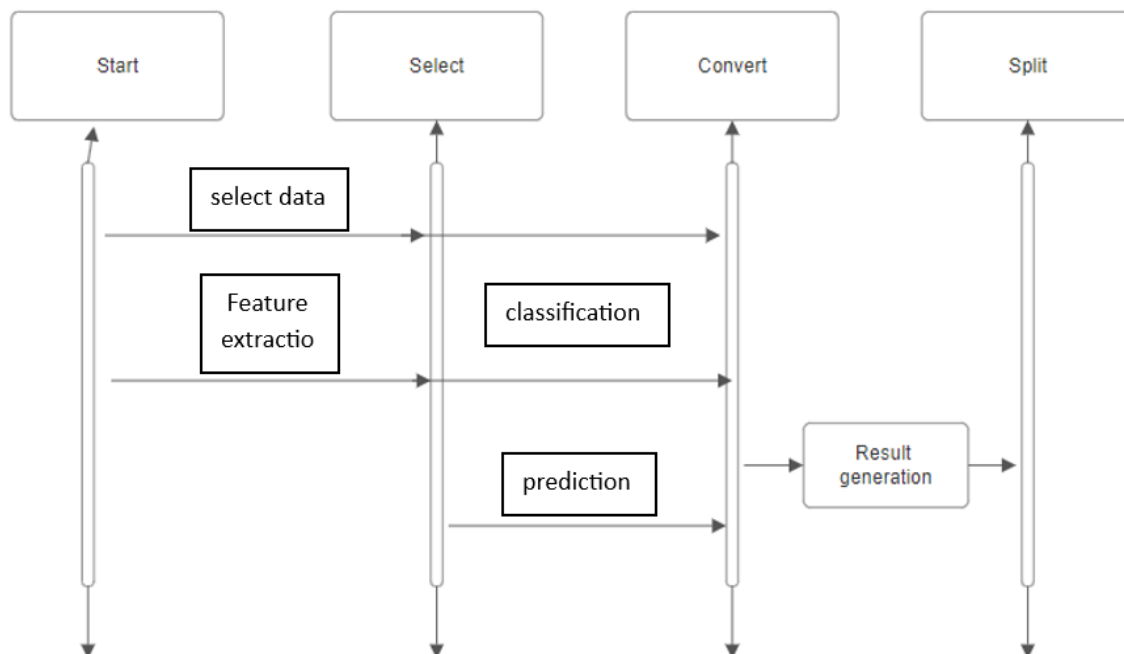 Start
Select
Convert
Split
select data
Feature
extractio
classification
Result
generation
prediction